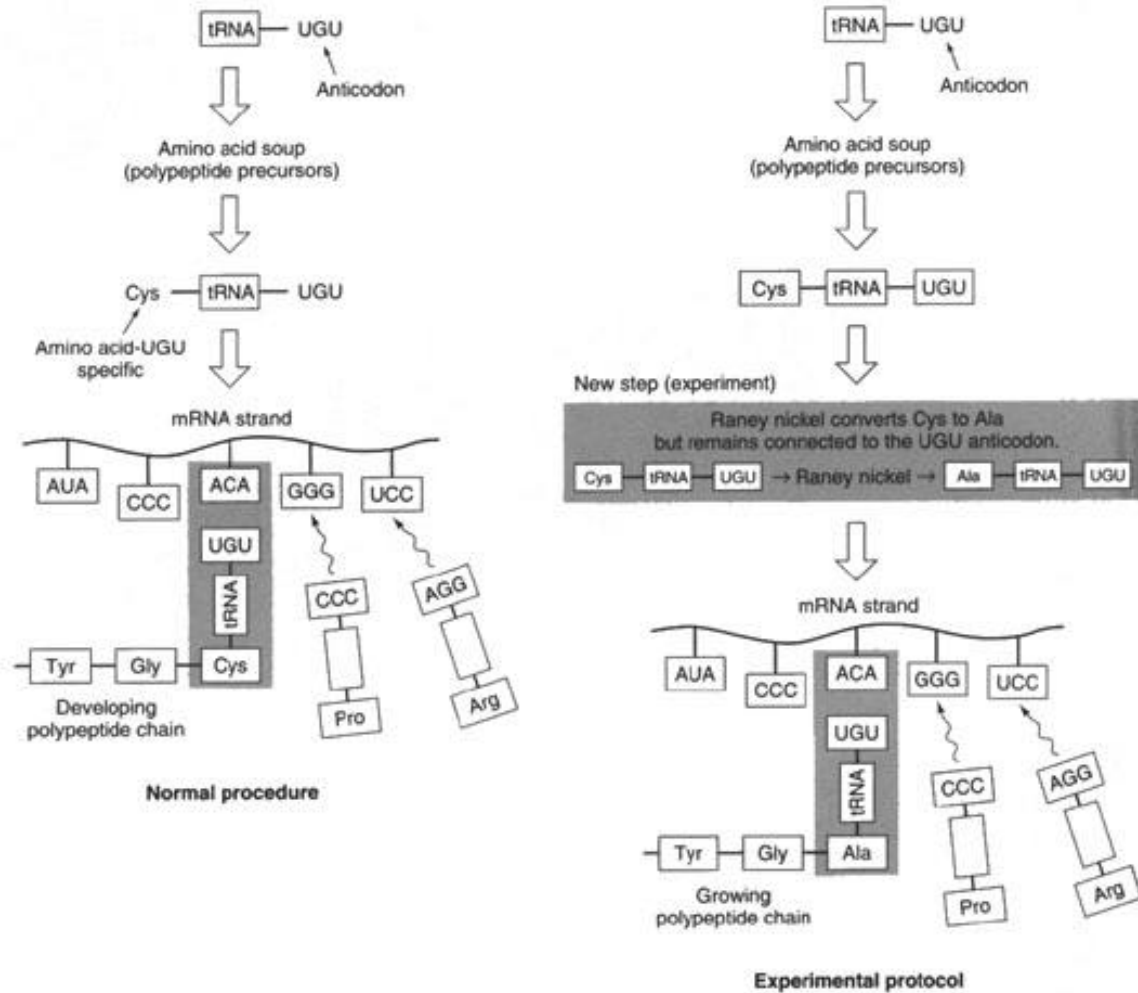 tRNA UGU
Anticodon
Amino acid soup
(polypeptide precursors)
Cys tRNA UGU
Amino acid-UGU
specific
mRNA strand
AUA
CCC
ACA
GGG
UCC
UGU
tRNA
CCC
AGG
Tyr
Gly
Cys
Pro
Arg
Developing
polypeptide chain
Normal procedure
tRNA UGU
Anticodon
Amino acid soup
(polypeptide precursors)
Cys tRNA UGU
New step (experiment)
Raney nickel converts Cys to Ala
but remains connected to the UGU anticodon.
Cys tRNA UGU → Raney nickel → Ala tRNA UGU
mRNA strand
AUA
CCC
ACA
GGG
UCC
UGU
tRNA
CCC
AGG
Tyr
Gly
Ala
Pro
Arg
Growing
polypeptide chain
Experimental protocol